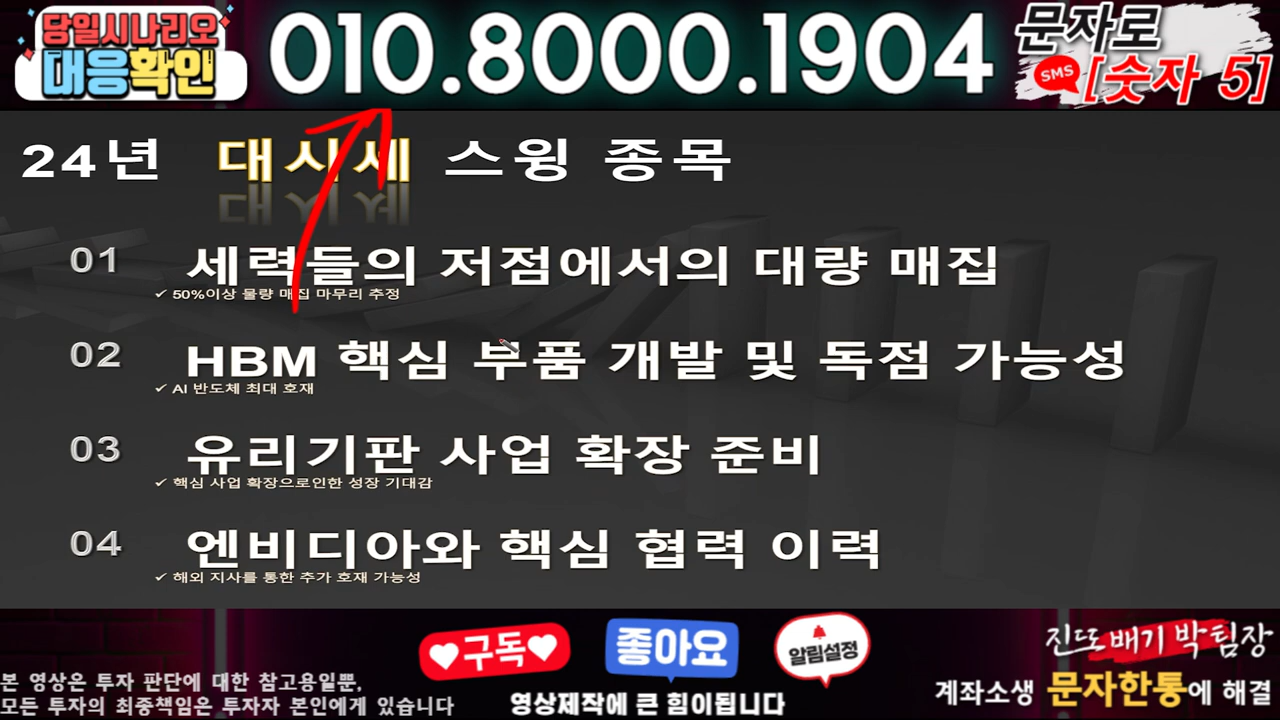 당일시나리오
대응확인
010.8000.1904
문자로
SMS
[숫자 5]
24년 대시세 스윙 종목
01 세력들의 저점에서의 대량 매집
✓ 50%이상 물량 매집 마무리 추정
02 HBM 핵심 부품 개발 및 독점 가능성
✓ AI 반도체 최대 호재
03 유리기판 사업 확장 준비
✓ 핵심 사업 확장으로인한 성장 기대감
04 엔비디아와 핵심 협력 이력
✓ 해외 지사를 통한 추가 호재 가능성
구독
좋아요
알림설정
영상제작에 큰 힘이됩니다
본 영상은 투자 판단에 대한 참고용일뿐,
모든 투자의 최종책임은 투자자 본인에게 있습니다
진또배기 박팀장
계좌소생 문자한통에 해결